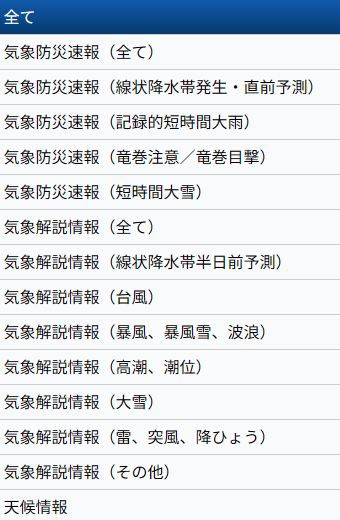 全て
気象防災速報（全て）
気象防災速報（線状降水帯発生・直前予測）
気象防災速報（記録的短時間大雨）
気象防災速報（竜巻注意／竜巻目撃）
気象防災速報（短時間大雪）
気象解説情報（全て）
気象解説情報（線状降水帯半日前予測）
気象解説情報（台風）
気象解説情報（暴風、暴風雪、波浪）
気象解説情報（高潮、潮位）
気象解説情報（大雪）
気象解説情報（雷、突風、降ひょう）
気象解説情報（その他）
天候情報